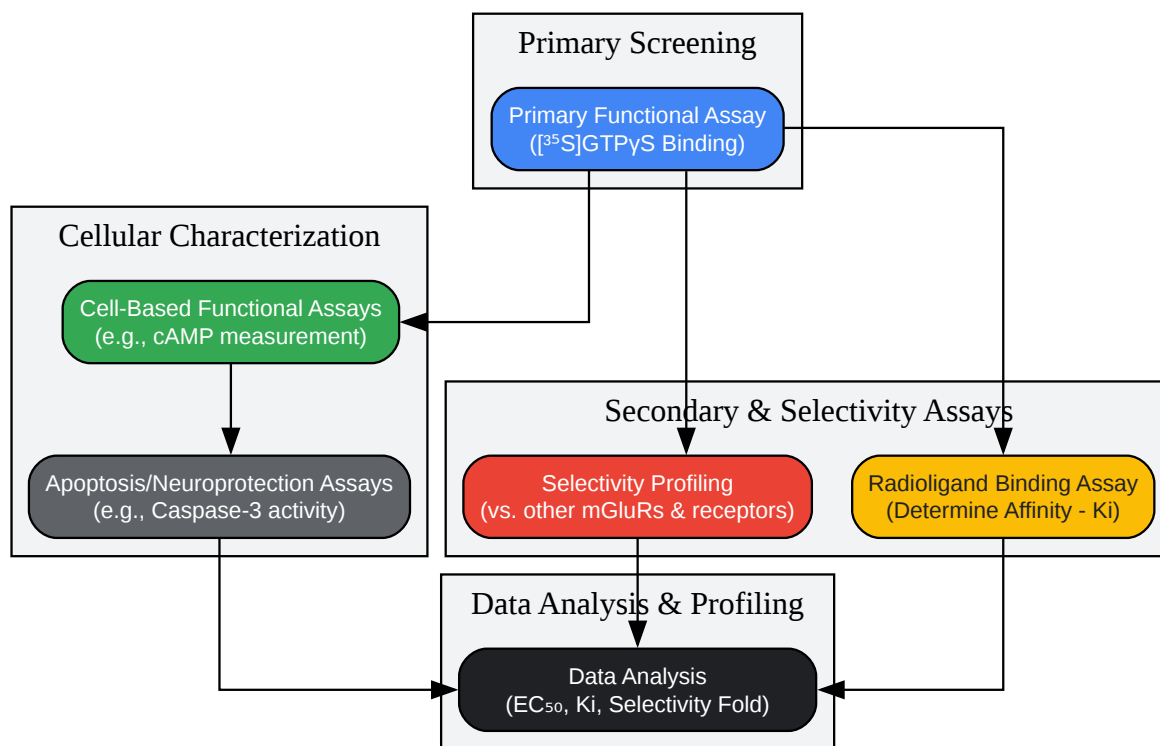 Primary Screening
Primary Functional Assay
([³⁵S]GTPγS Binding)
Cellular Characterization
Cell-Based Functional Assays
(e.g., cAMP measurement)
Apoptosis/Neuroprotection Assays
(e.g., Caspase-3 activity)
Secondary & Selectivity Assays
Selectivity Profiling
(vs. other mGluRs & receptors)
Radioligand Binding Assay
(Determine Affinity - Ki)
Data Analysis & Profiling
Data Analysis
(EC₅₀, Ki, Selectivity Fold)